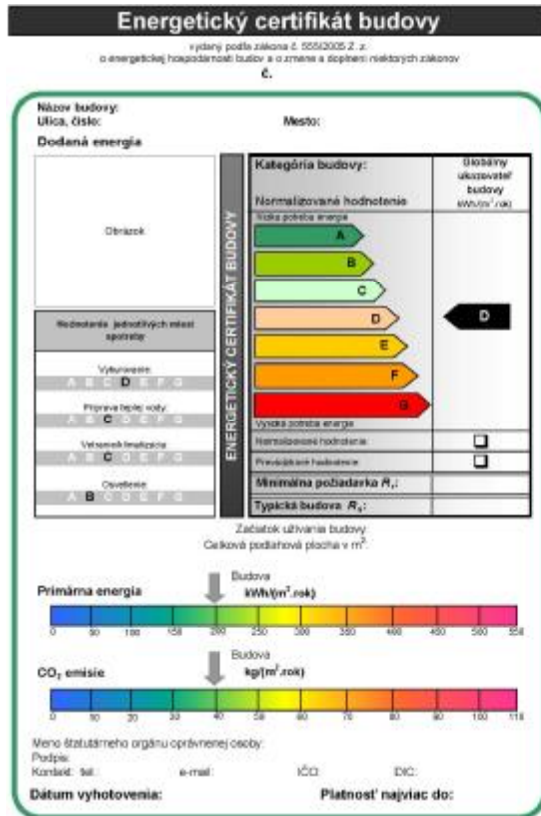 Energetický certifikát budovy
vydaný podľa zákona č. 555/2005 Z. z.
o energetickej hospodárnosti budov a o zmene a doplnení niektorých zákonov
č.
Názov budovy:
Ulica, číslo: Mesto:
Dodaná energia
Obrázok
Hodnotenie jednotlivých miest spotreby
Vykurovanie:
A B C D E F G
Príprava teplej vody:
A B C D E F G
Vetranie/klimatizácia
A B C D E F G
Osvetlenie:
A B C D E F G
ENERGETICKÝ CERTIFIKÁT BUDOVY
Kategória budovy:
Normalizované hodnotenie
Globálny
ukazovateľ
budovy
kWh/(m².rok)
Nízka potreba energie
A
B
C
D
E
F
G
D
Vysoká potreba energie
Normalizované hodnotenie
Prevádzkové hodnotenie
Minimálna požiadavka Rr:
Typická budova Rs:
Začiatok užívania budovy:
Celková podlahová plocha v m²:
Budova
Primárna energia kWh/(m².rok)
0 50 100 150 200 250 300 350 400 450 500 550
Budova
CO₂ emisie kg/(m².rok)
0 10 20 30 40 50 60 70 80 90 100 110
Meno štatutárneho orgánu oprávnenej osoby:
Podpis:
Kontakt: tel.: e-mail: IČO: DIČ:
Dátum vyhotovenia: Platnosť najviac do: